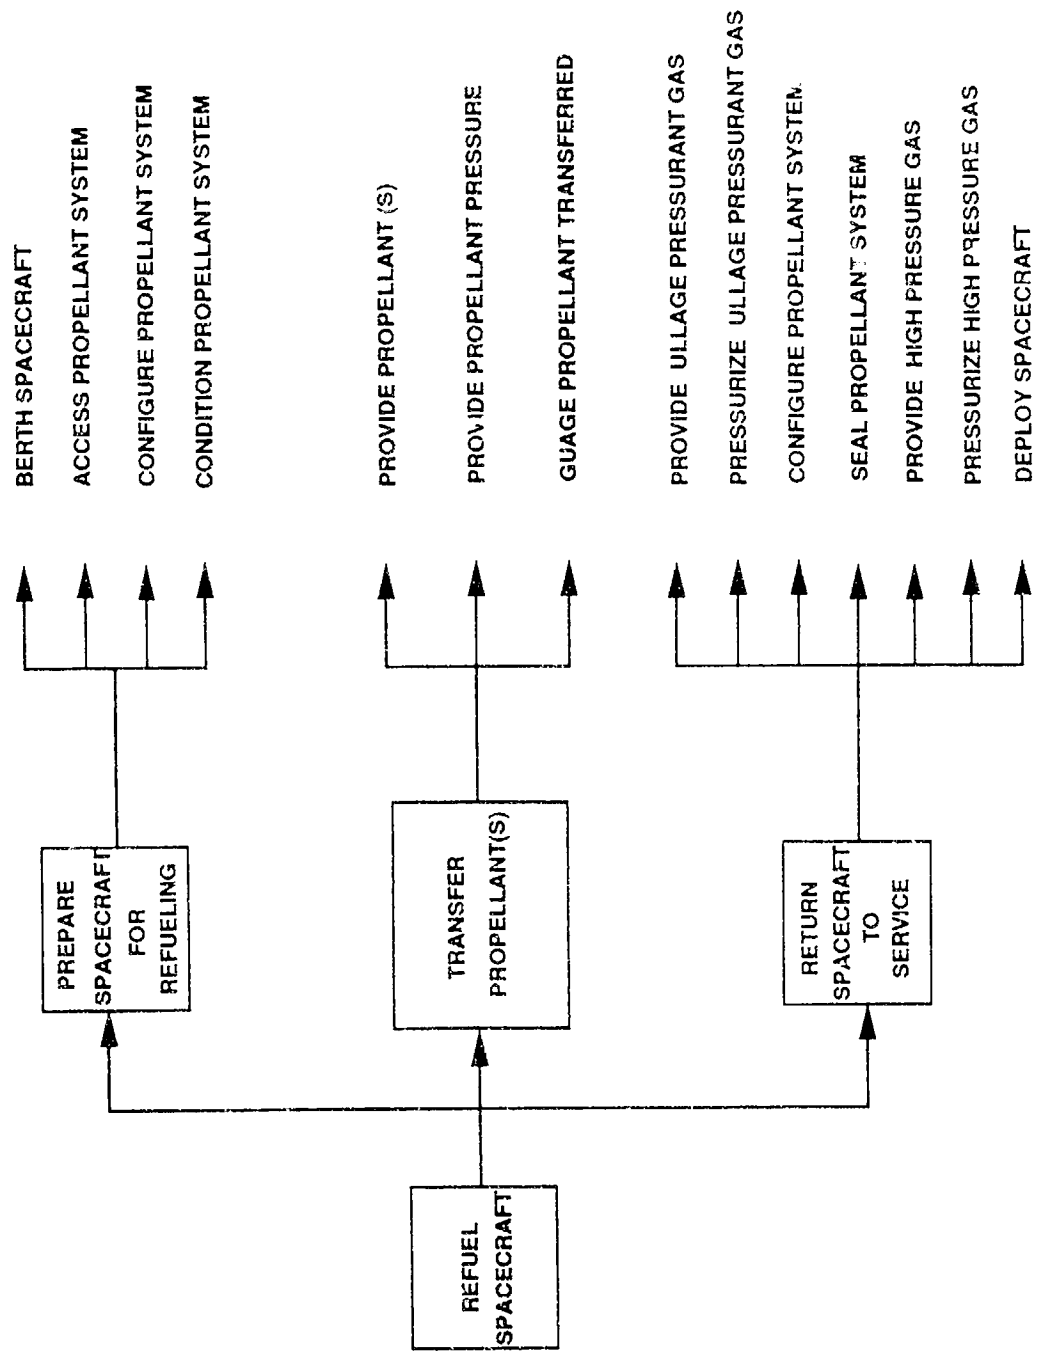 REFUEL
SPACECRAFT
PREPARE
SPACECRAFT
FOR
REFUELING
BERTH SPACECRAFT
ACCESS PROPELLANT SYSTEM
CONFIGURE PROPELLANT SYSTEM
CONDITION PROPELLANT SYSTEM
TRANSFER
PROPELLANT(S)
PROVIDE PROPELLANT (S)
PROVIDE PROPELLANT PRESSURE
GUAGE PROPELLANT TRANSFERRED
RETURN
SPACECRAFT
TO
SERVICE
PROVIDE ULLAGE PRESSURANT GAS
PRESSURIZE ULLAGE PRESSURANT GAS
CONFIGURE PROPELLANT SYSTEM
SEAL PROPELLANT SYSTEM
PROVIDE HIGH PRESSURE GAS
PRESSURIZE HIGH PRESSURE GAS
DEPLOY SPACECRAFT